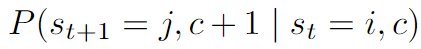 P(s_{t+1} = j, c + 1 | s_t = i, c)